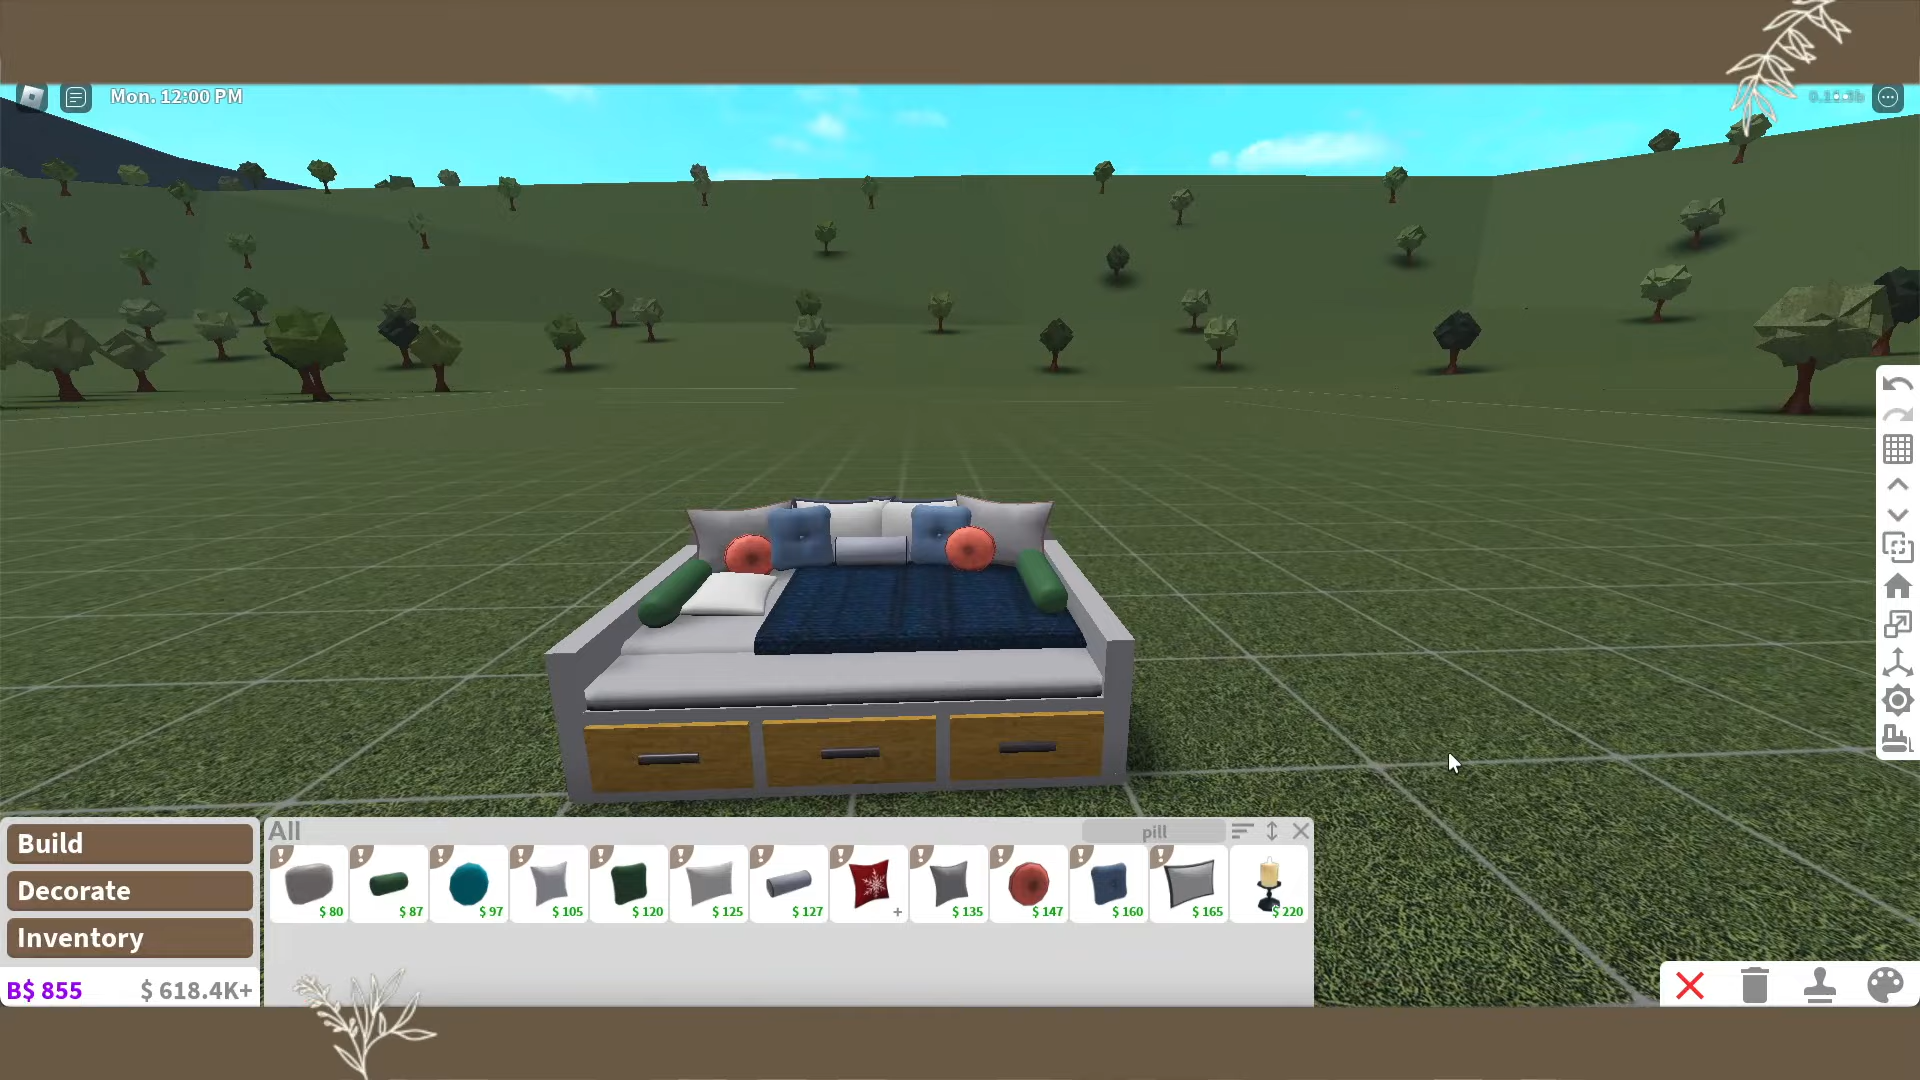 Mon. 12:00 PM
Build
Decorate
Inventory
B$ 855
$ 618.4K+
All
pill
$ 80
$ 87
$ 97
$ 105
$ 120
$ 125
$ 127
+
$ 135
$ 147
$ 160
$ 165
$ 220